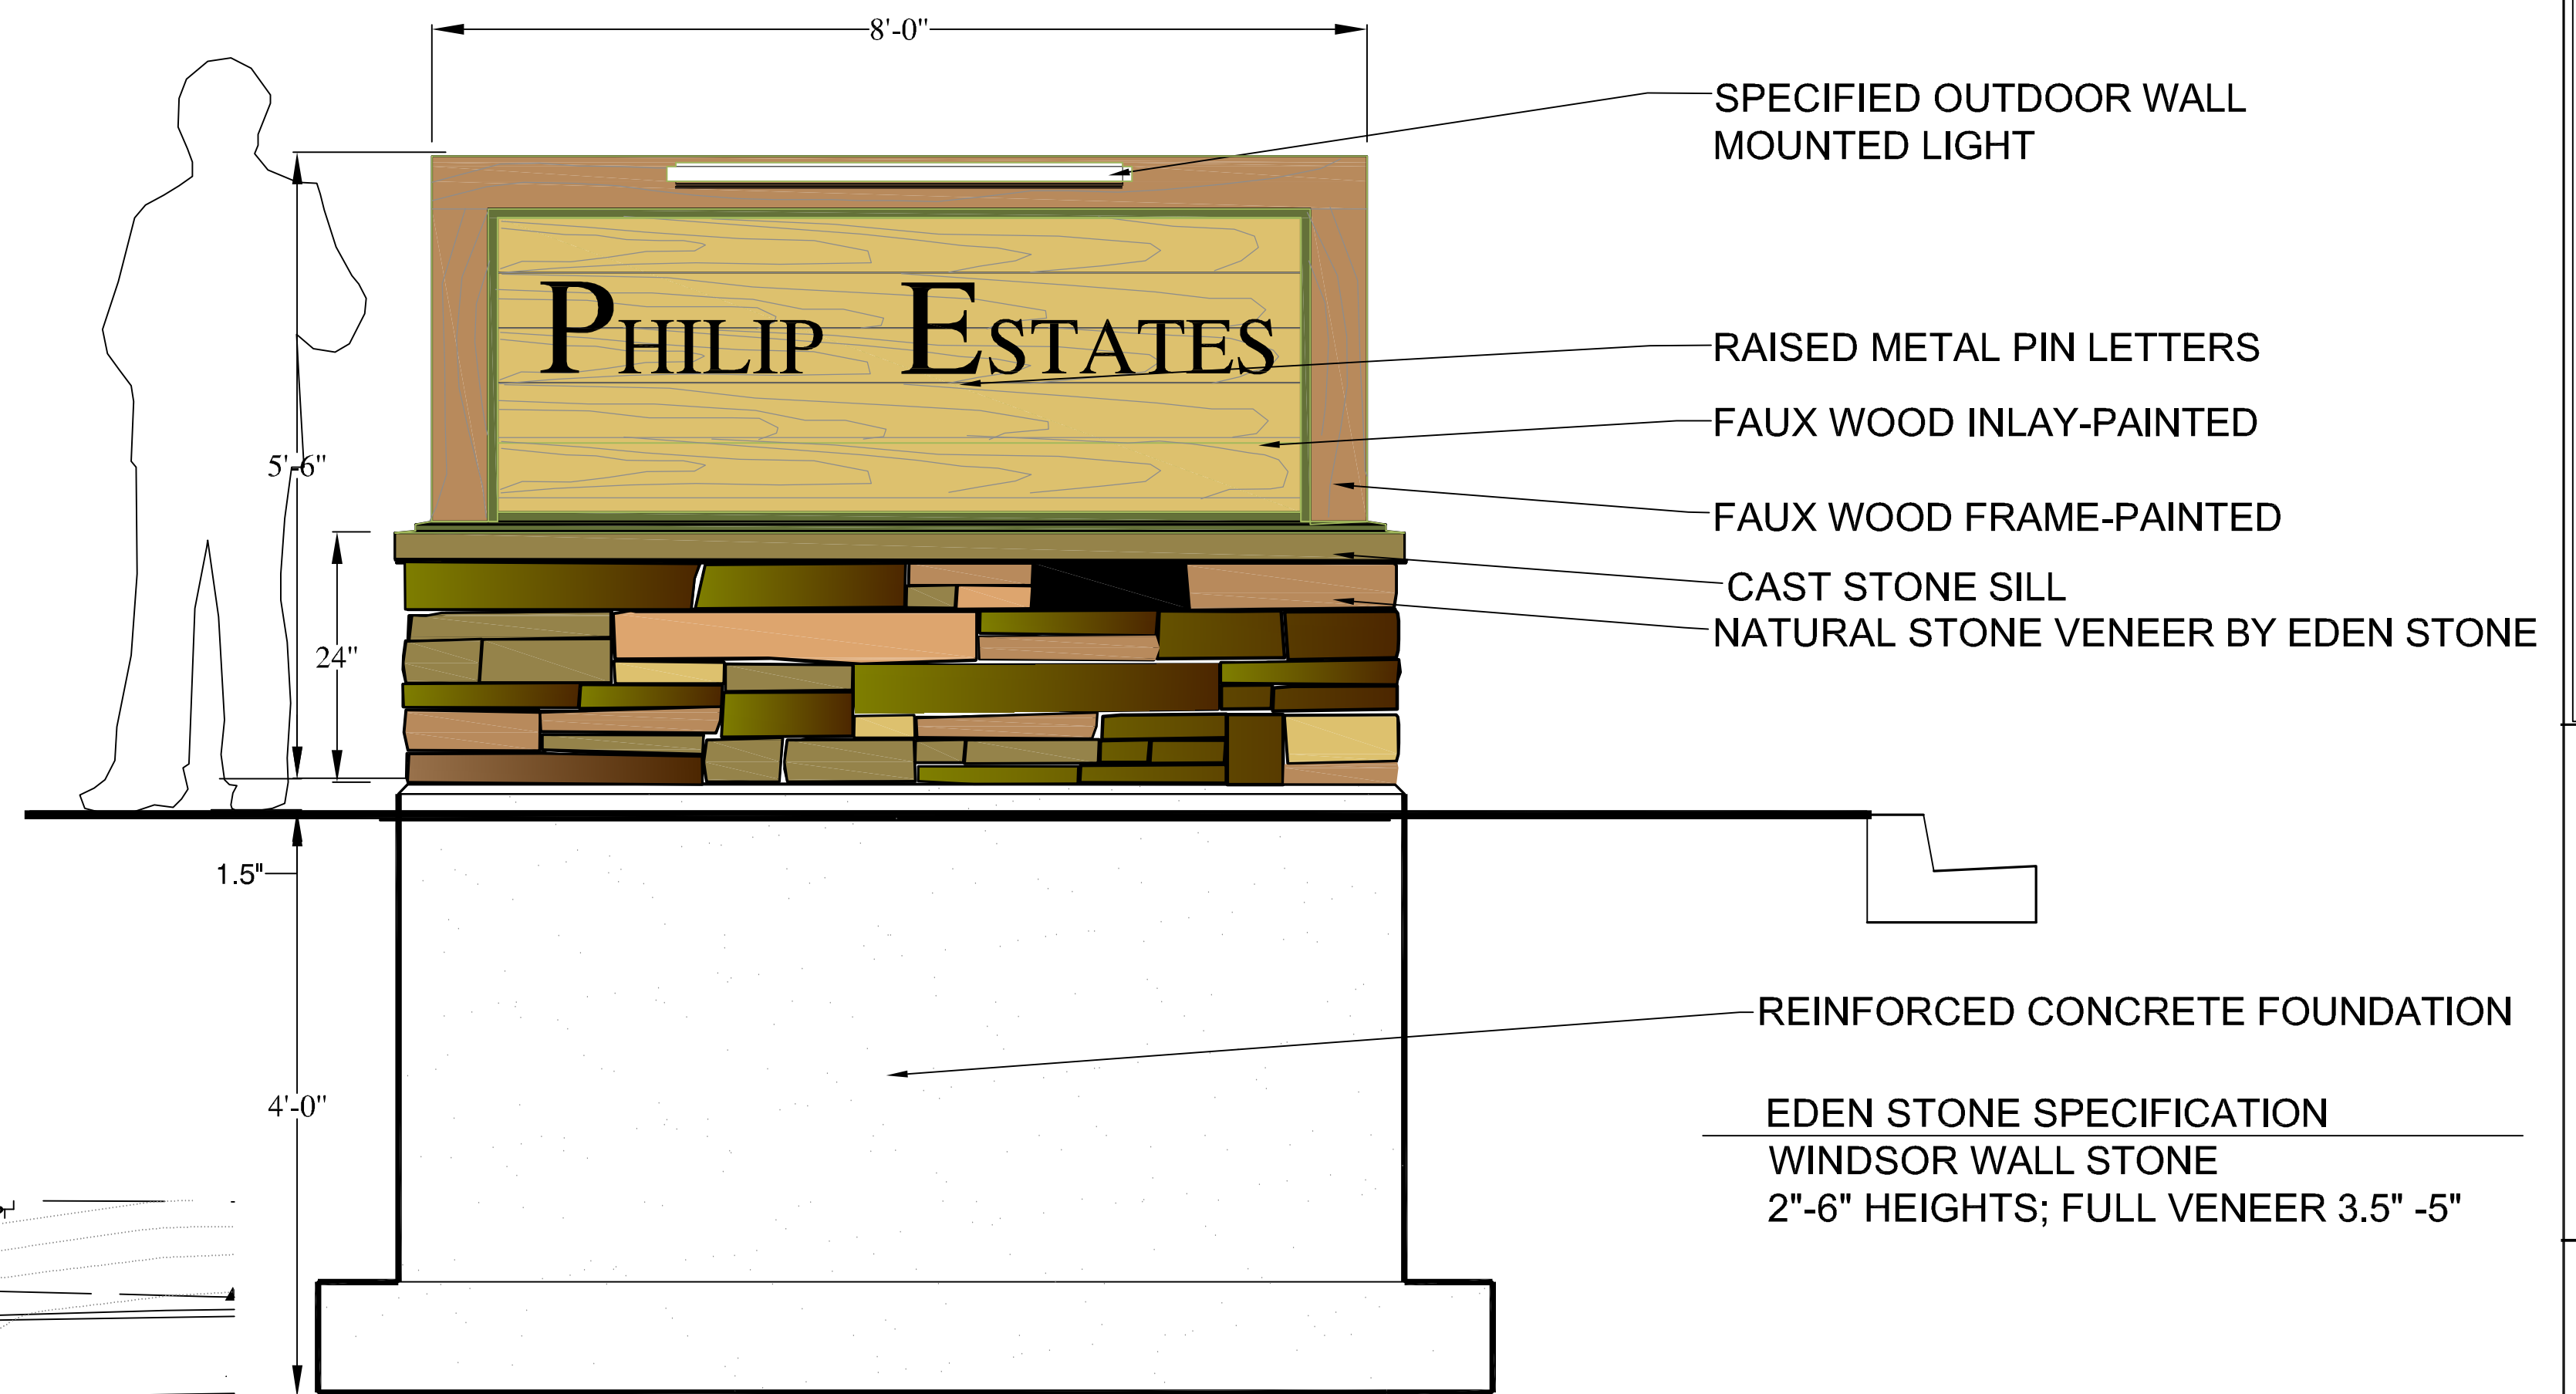 8'-0"
SPECIFIED OUTDOOR WALL
MOUNTED LIGHT
PHILIP ESTATES
RAISED METAL PIN LETTERS
FAUX WOOD INLAY-PAINTED
5'-6"
FAUX WOOD FRAME-PAINTED
CAST STONE SILL
NATURAL STONE VENEER BY EDEN STONE
24"
1.5"
REINFORCED CONCRETE FOUNDATION
4'-0"
EDEN STONE SPECIFICATION
WINDSOR WALL STONE
2"-6" HEIGHTS; FULL VENEER 3.5" -5"